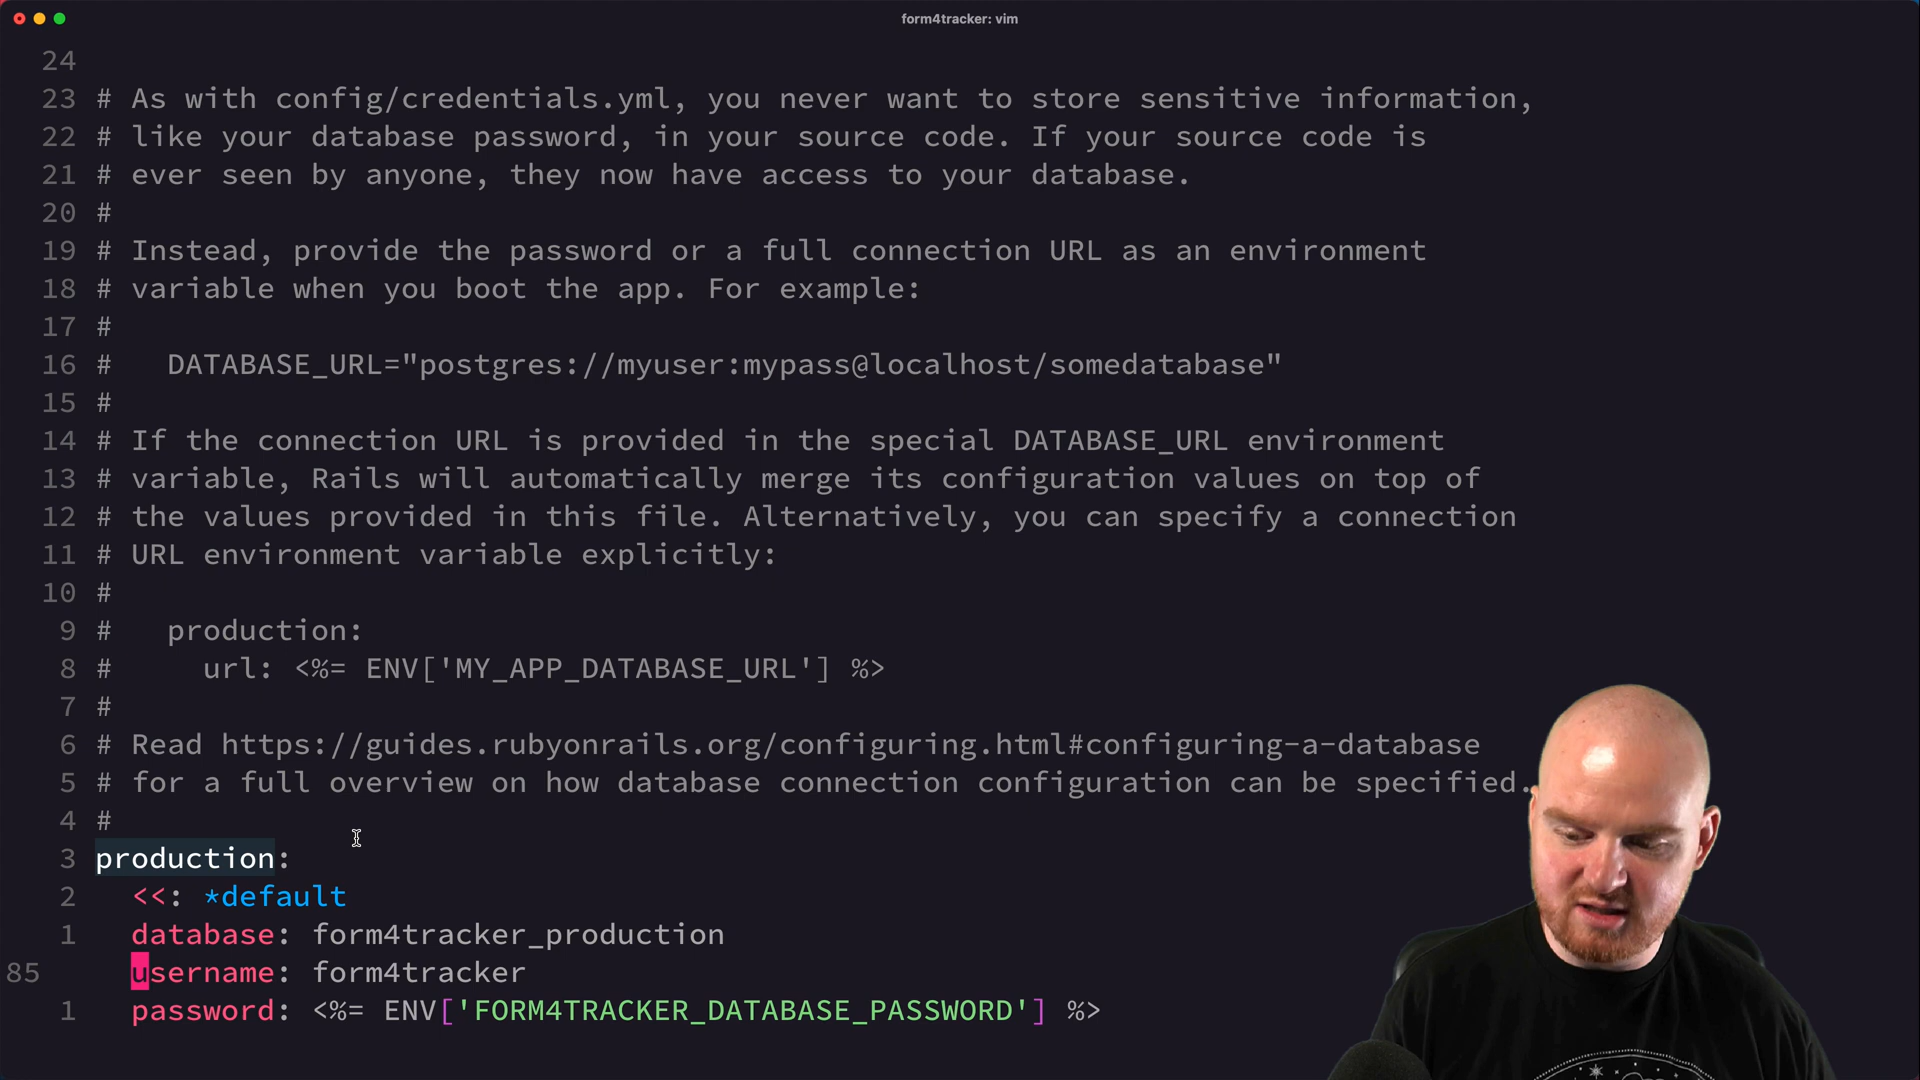 form4tracker: vim
24
23 # As with config/credentials.yml, you never want to store sensitive information,
22 # like your database password, in your source code. If your source code is
21 # ever seen by anyone, they now have access to your database.
20 #
19 # Instead, provide the password or a full connection URL as an environment
18 # variable when you boot the app. For example:
17 #
16 #   DATABASE_URL="postgres://myuser:mypass@localhost/somedatabase"
15 #
14 # If the connection URL is provided in the special DATABASE_URL environment
13 # variable, Rails will automatically merge its configuration values on top of
12 # the values provided in this file. Alternatively, you can specify a connection
11 # URL environment variable explicitly:
10 #
9 #   production:
8 #     url: <%= ENV['MY_APP_DATABASE_URL'] %>
7 #
6 # Read https://guides.rubyonrails.org/configuring.html#configuring-a-database
5 # for a full overview on how database connection configuration can be specified.
4 #
3 production:
2   <<: *default
1   database: form4tracker_production
85   username: form4tracker
1   password: <%= ENV['FORM4TRACKER_DATABASE_PASSWORD'] %>